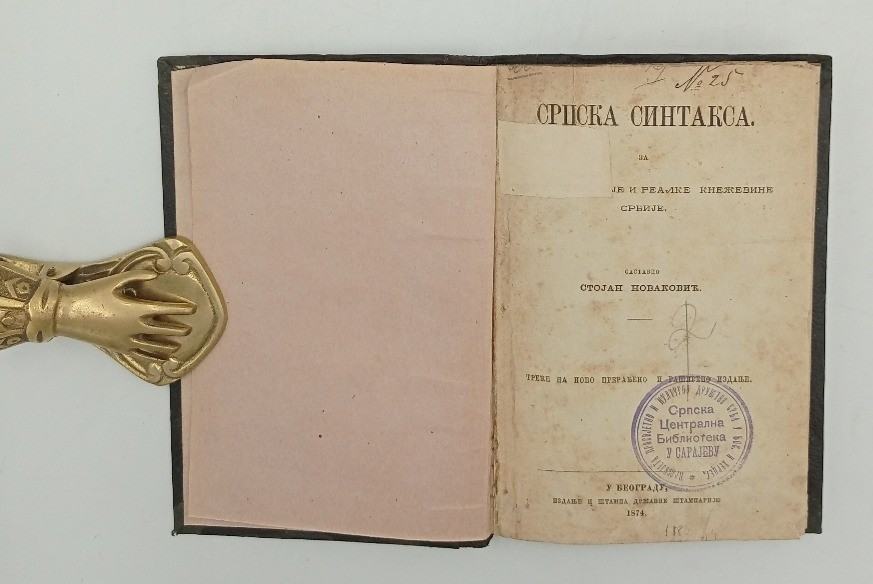 № 25
СРПСКА СИНТАКСА.
ЗА
ЈЕ И РЕАЛКЕ КНЕЖЕВИНЕ
СРБИЈЕ.
САСТАВИО
СТОЈАН НОВАКОВИЋ.
ТРЕЋЕ НА НОВО ПРЕРАЂЕНО И РАШИРЕНО ИЗДАЊЕ.
Српска
Централна
Библиотека
У САРАЈЕВУ
У БЕОГРАДУ,
ИЗДАЊЕ И ШТАМПА ДРЖАВНЕ ШТАМПАРИЈЕ
1874.